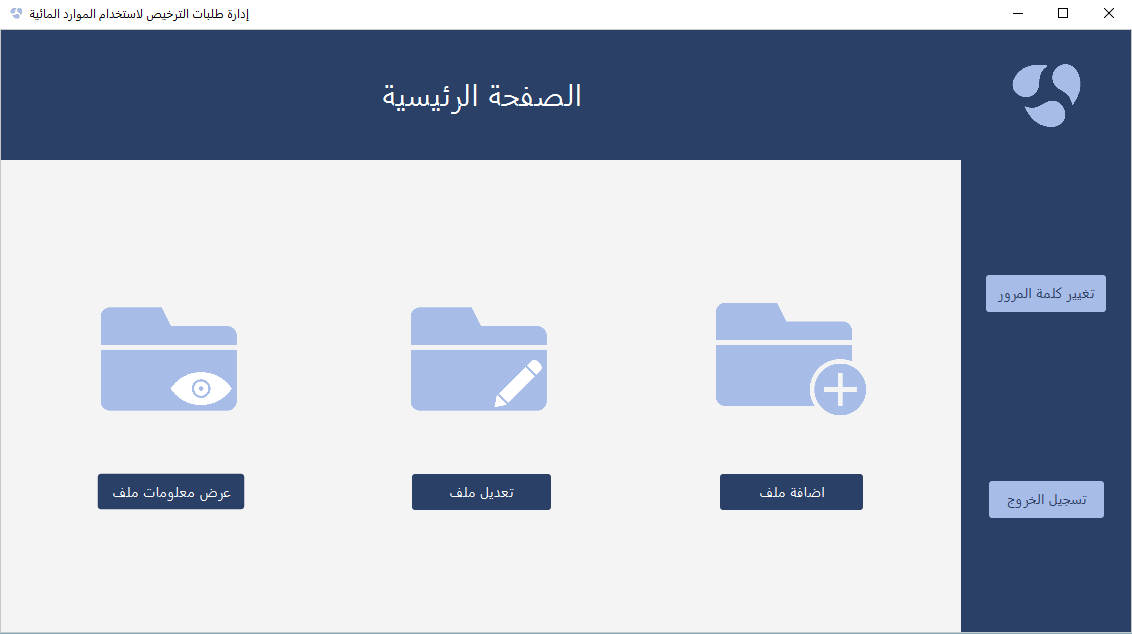 إدارة طلبات الترخيص لاستخدام الموارد المائية
الصفحة الرئيسية
تغيير كلمة المرور
اضافة ملف
تعديل ملف
عرض معلومات ملف
تسجيل الخروج